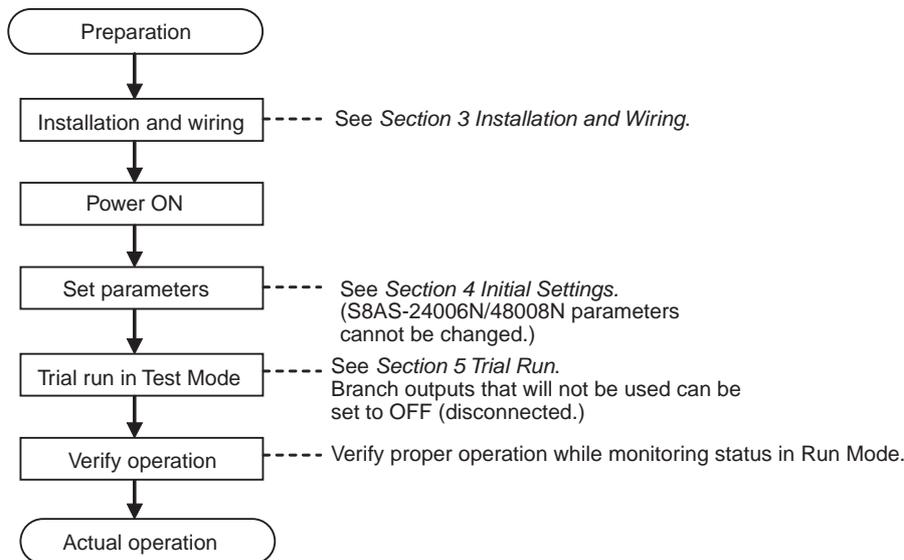 Preparation
Installation and wiring
See Section 3 Installation and Wiring.
Power ON
Set parameters
See Section 4 Initial Settings.
(S8AS-24006N/48008N parameters
cannot be changed.)
Trial run in Test Mode
See Section 5 Trial Run.
Branch outputs that will not be used can be
set to OFF (disconnected.)
Verify operation
Verify proper operation while monitoring status in Run Mode.
Actual operation